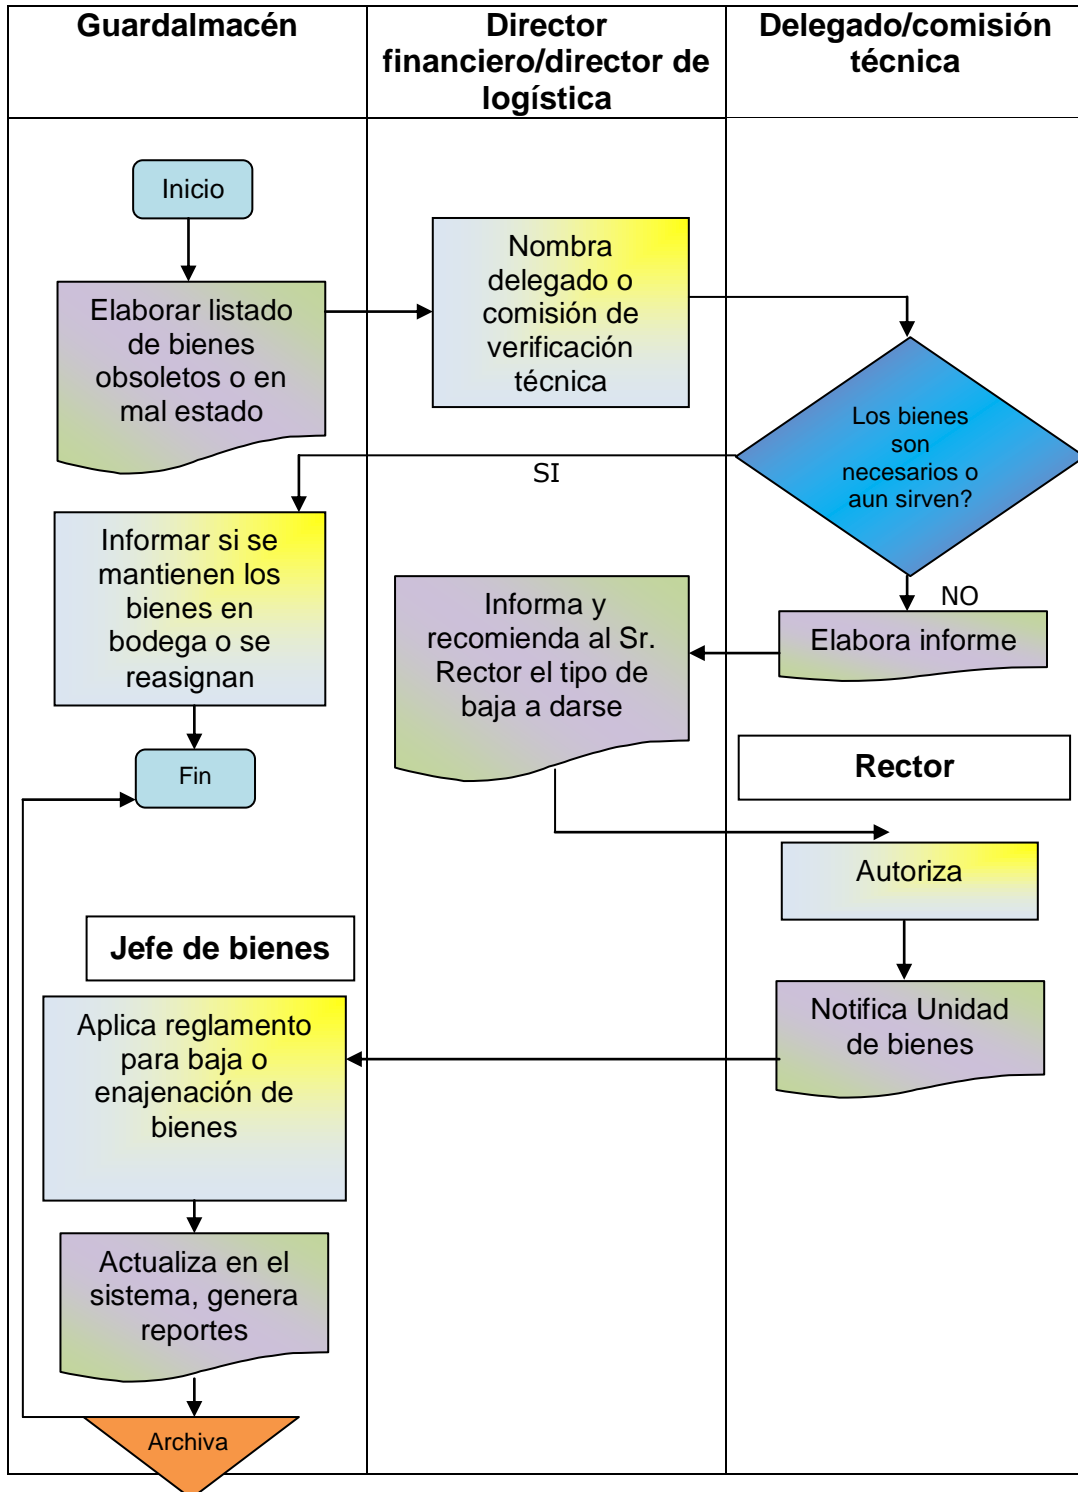 Guardalmacén
Director
financiero/director de
logística
Delegado/comisión
técnica
Inicio
Elaborar listado
de bienes
obsoletos o en
mal estado
Nombra
delegado o
comisión de
verificación
técnica
Los bienes
son
necesarios o
aun sirven?
SI
NO
Informar si se
mantienen los
bienes en
bodega o se
reasignan
Fin
Elabora informe
Informa y
recomienda al Sr.
Rector el tipo de
baja a darse
Rector
Autoriza
Notifica Unidad
de bienes
Jefe de bienes
Aplica reglamento
para baja o
enajenación de
bienes
Actualiza en el
sistema, genera
reportes
Archiva